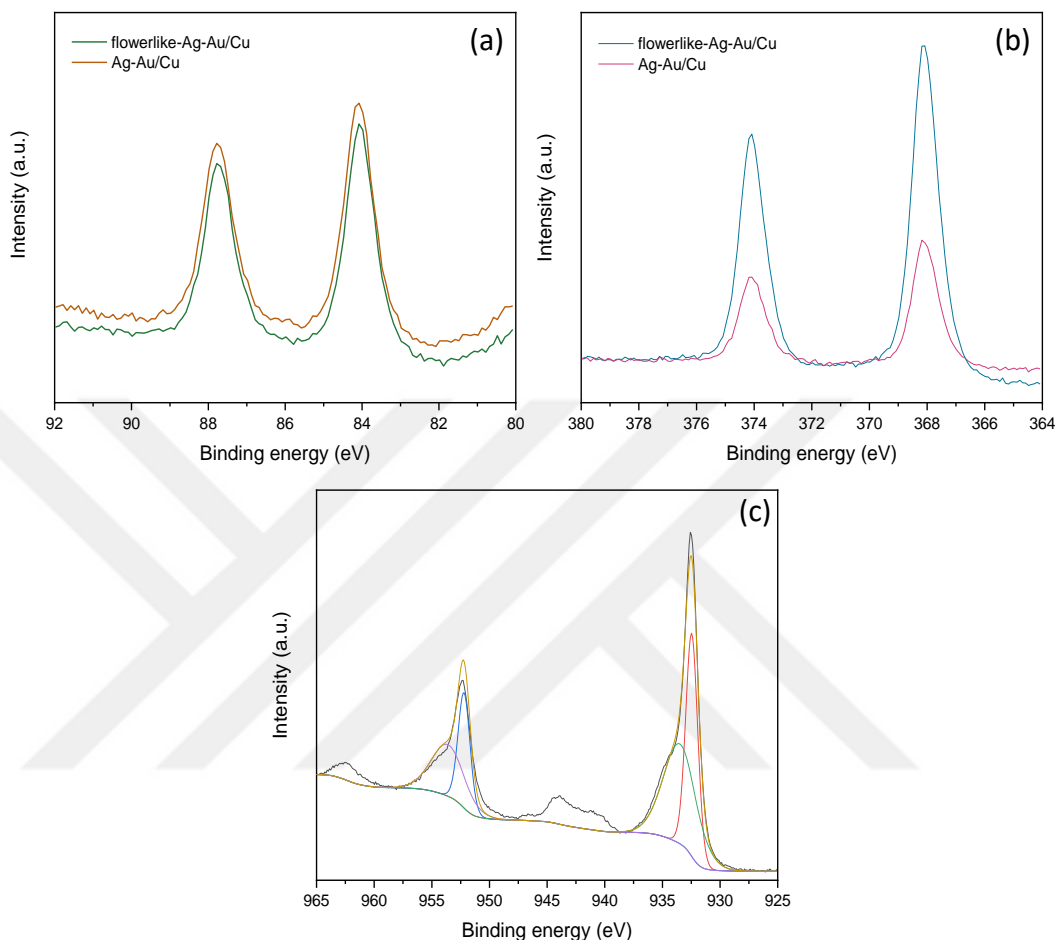 (a)
flowerlike-Ag-Au/Cu
Ag-Au/Cu
Intensity (a.u.)
92 90 88 86 84 82 80
Binding energy (eV)
(b)
flowerlike-Ag-Au/Cu
Ag-Au/Cu
Intensity (a.u.)
380 378 376 374 372 370 368 366 364
Binding energy (eV)
(c)
Intensity (a.u.)
965 960 955 950 945 940 935 930 925
Binding energy (eV)